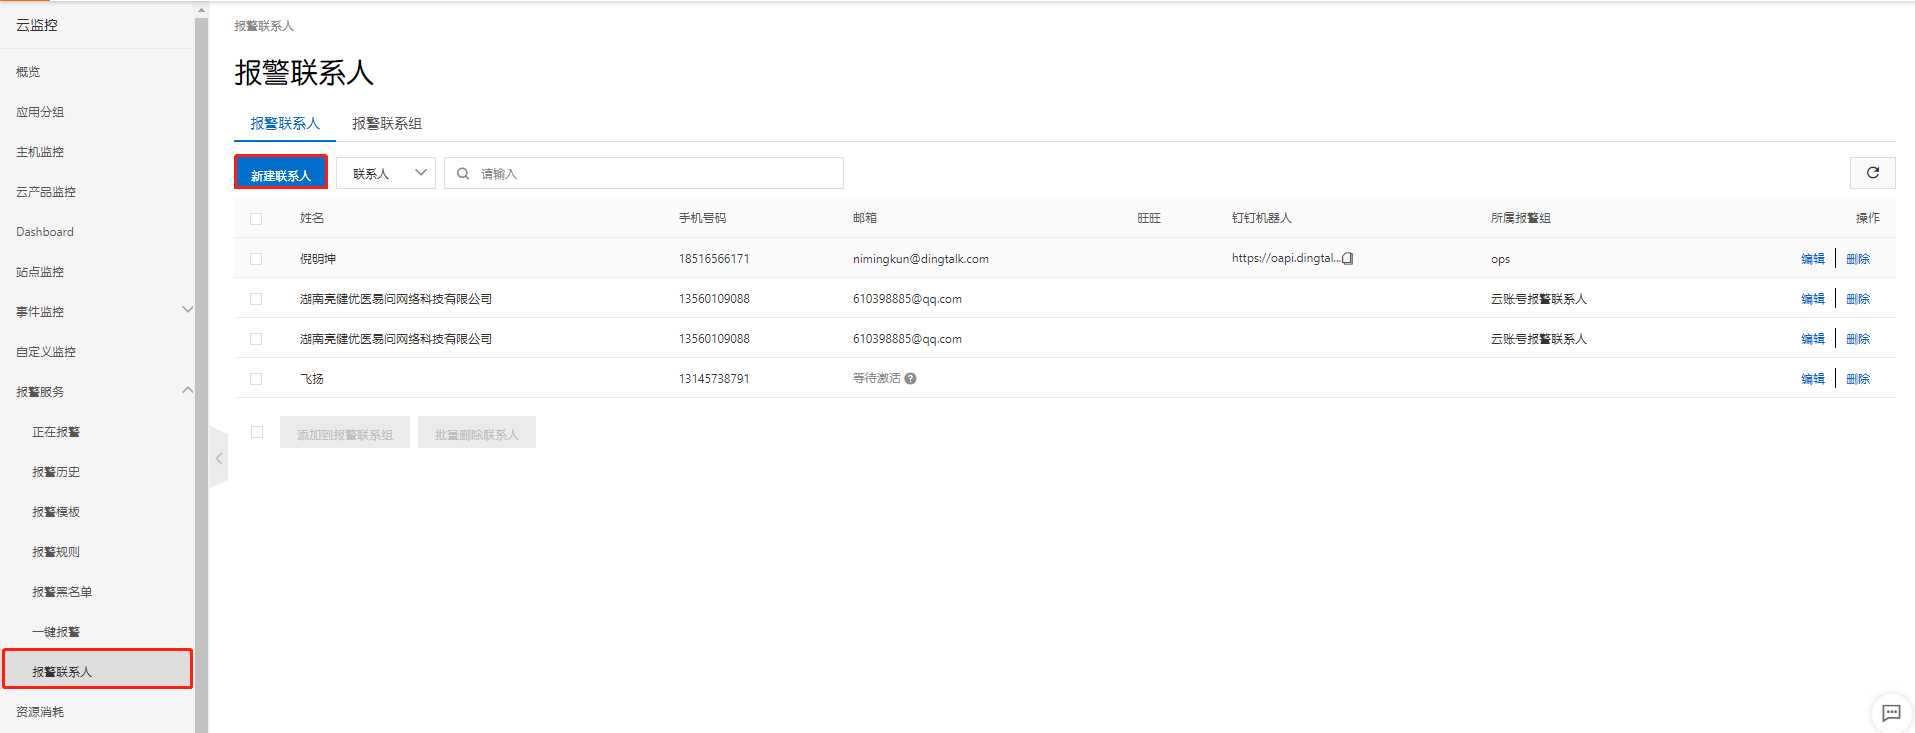 云监控
概览
应用分组
主机监控
云产品监控
Dashboard
站点监控
事件监控
自定义监控
报警服务
正在报警
报警历史
报警模板
报警规则
报警黑名单
一键报警
报警联系人
资源消耗
报警联系人
报警联系人
报警联系人 报警联系组
新建联系人 联系人 请输入
姓名 手机号码 邮箱 旺旺 钉钉机器人 所属报警组 操作
倪明坤 18516566171 nimingkun@dingtalk.com https://oapi.dingtal... ops 编辑 删除
湖南亮健优医易问网络科技有限公司 13560109088 610398885@qq.com 云账号报警联系人 编辑 删除
湖南亮健优医易问网络科技有限公司 13560109088 610398885@qq.com 云账号报警联系人 编辑 删除
飞扬 13145738791 等待激活 编辑 删除
添加到报警联系组 批量删除联系人